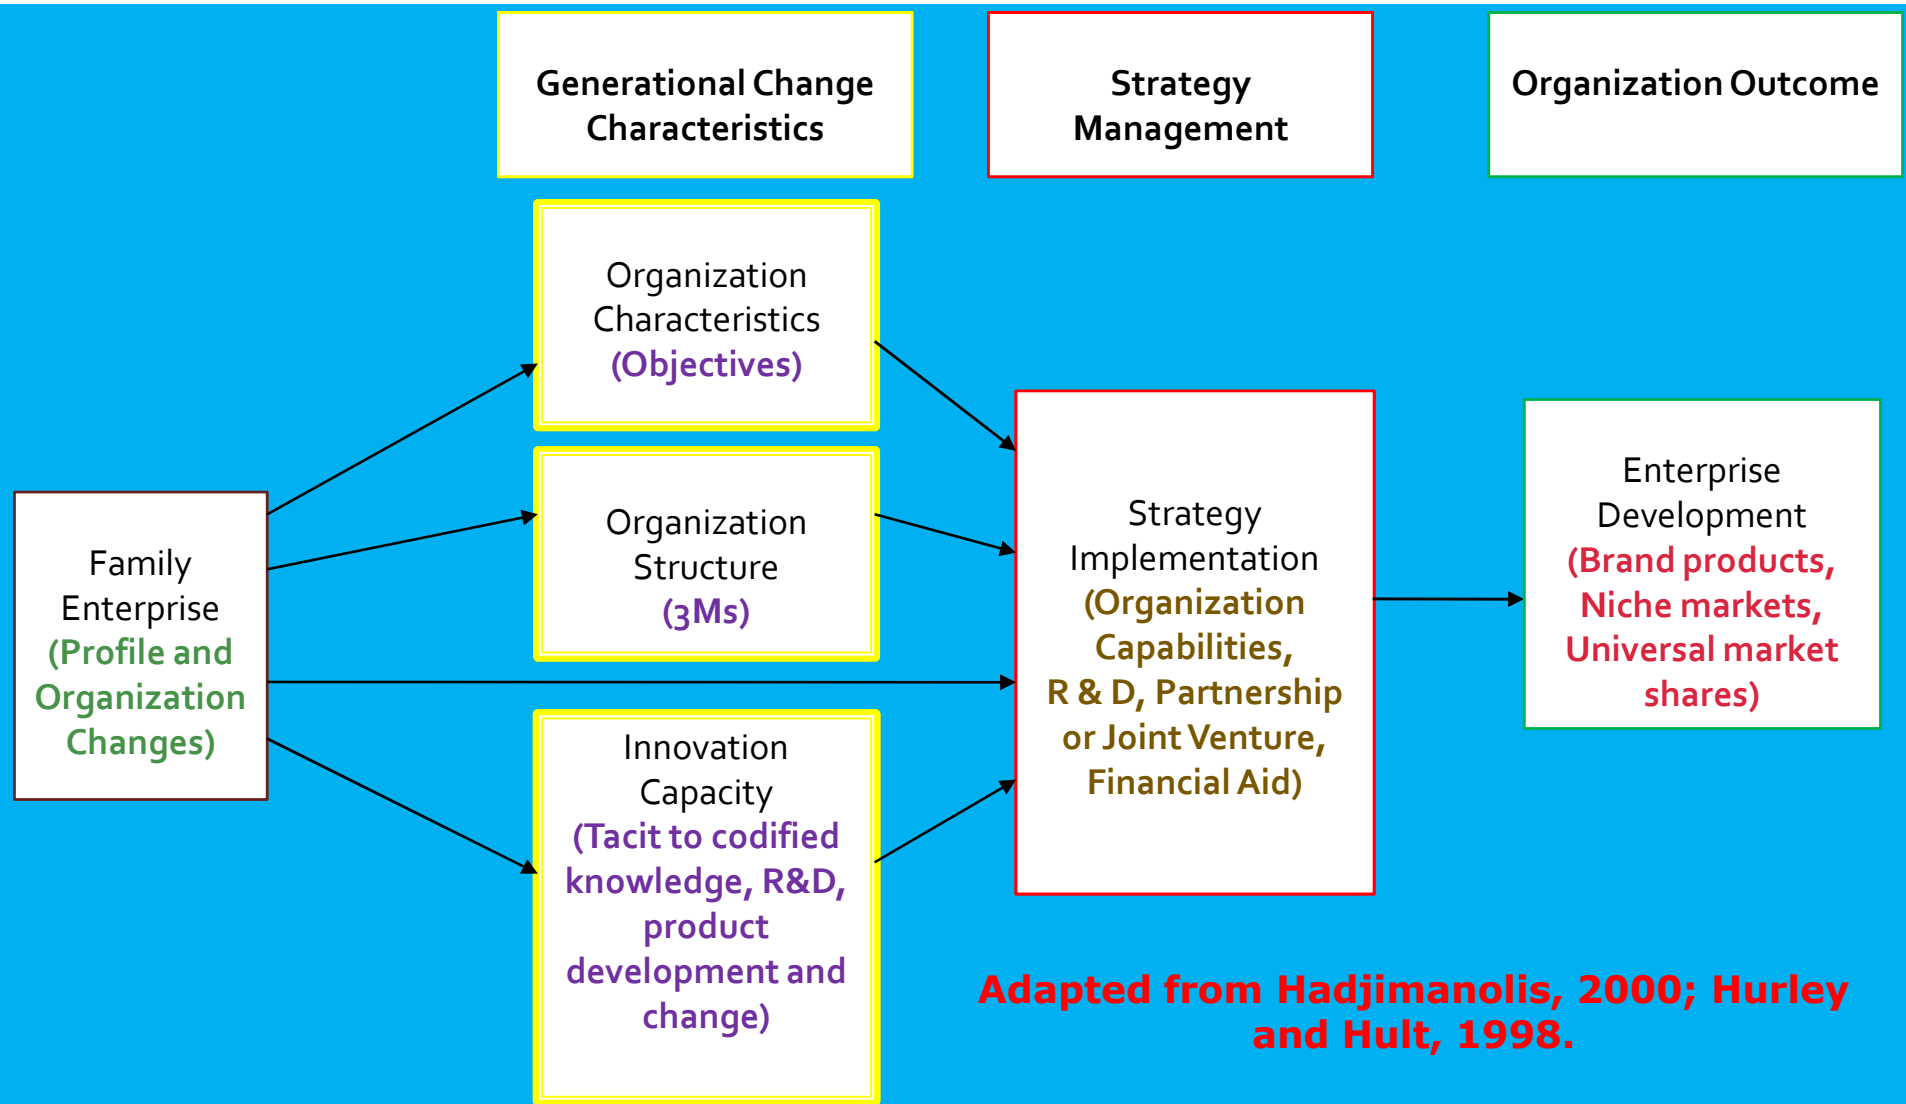 Generational Change
Characteristics
Strategy
Management
Organization Outcome
Organization
Characteristics
(Objectives)
Organization
Structure
(3Ms)
Family
Enterprise
(Profile and
Organization
Changes)
Innovation
Capacity
(Tacit to codified
knowledge, R&D,
product
development and
change)
Strategy
Implementation
(Organization
Capabilities,
R & D, Partnership
or Joint Venture,
Financial Aid)
Enterprise
Development
(Brand products,
Niche markets,
Universal market
shares)
Adapted from Hadjimanolis, 2000; Hurley
and Hult, 1998.